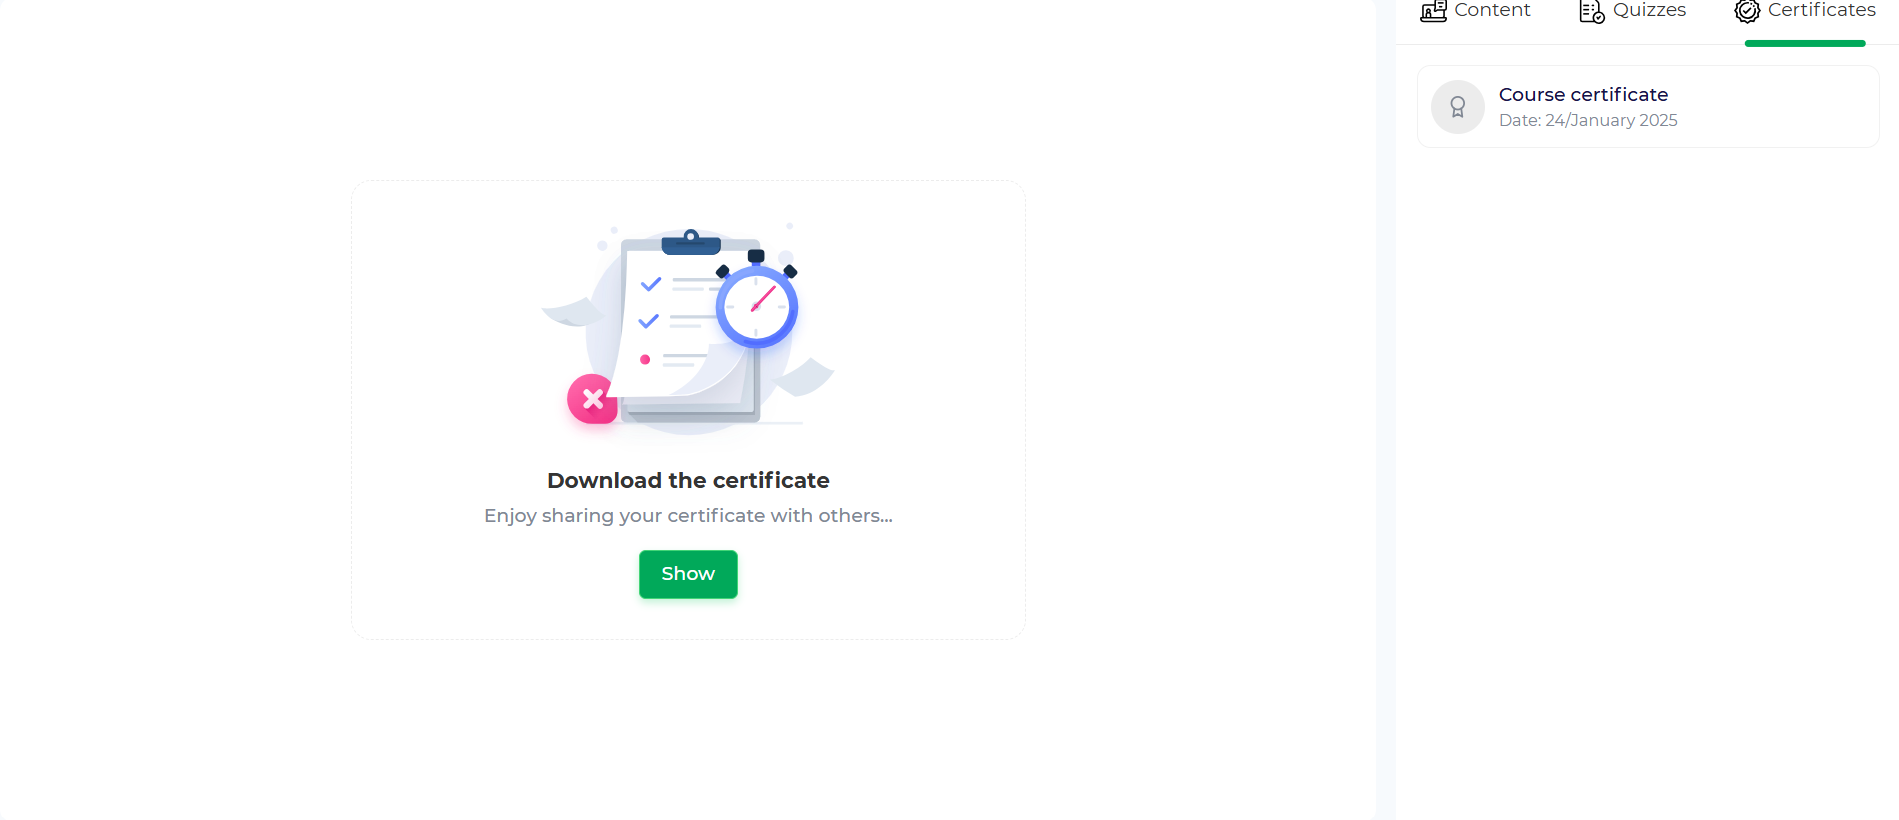 Content
Quizzes
Certificates
Course certificate
Date: 24/January 2025
Download the certificate
Enjoy sharing your certificate with others...
Show